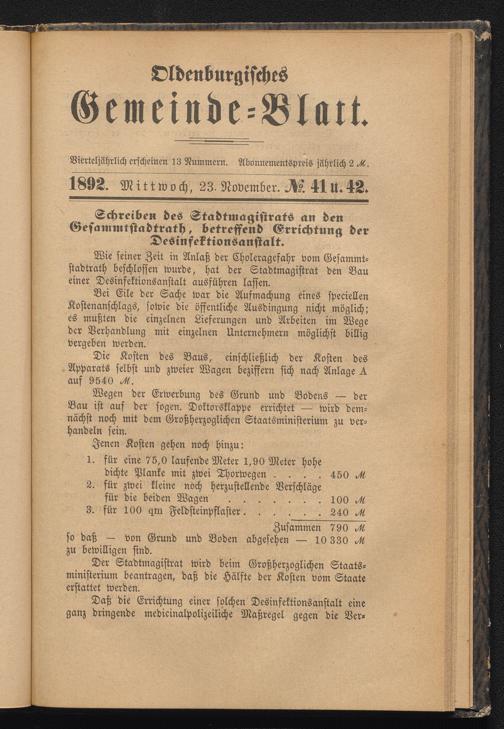 Oldenburgisches
Gemeinde-Blatt.
Vierteljährlich erscheinen 13 Nummern. Abonnementspreis jährlich 2 M.
1892. Mittwoch, 23. November. № 41 u. 42.
Schreiben des Stadtmagistrats an den
Gesammtstadtrath, betreffend Errichtung der
Desinfektionsanstalt.
Wie seiner Zeit in Anlaß der Choleragefahr vom Gesammt-
stadtrath beschlossen wurde, hat der Stadtmagistrat den Bau
einer Desinfektionsanstalt ausführen lassen.
Bei Eile der Sache war die Aufmachung eines speciellen
Kostenanschlags, sowie die öffentliche Ausdingung nicht möglich;
es mußten die einzelnen Lieferungen und Arbeiten im Wege
der Verhandlung mit einzelnen Unternehmern möglichst billig
vergeben werden.
Die Kosten des Baus, einschließlich der Kosten des
Apparats selbst und zweier Wagen beziffern sich nach Anlage A
auf 9540 M.
Wegen der Erwerbung des Grund und Bodens — der
Bau ist auf der sogen. Doktorsklappe errichtet — wird dem-
nächst noch mit dem Großherzoglichen Staatsministerium zu ver-
handeln sein.
Jenen Kosten gehen noch hinzu:
1. für eine 75,0 laufende Meter 1,90 Meter hohe
dichte Planke mit zwei Thorwegen . . . . 450 M
2. für zwei kleine noch herzustellende Verschläge
für die beiden Wagen . . . . . . . 100 M
3. für 100 qm Feldsteinpflaster . . . . . . 240 M
Zusammen 790 M
so daß — von Grund und Boden abgesehen — 10330 M
zu bewilligen sind.
Der Stadtmagistrat wird beim Großherzoglichen Staats-
ministerium beantragen, daß die Hälfte der Kosten vom Staate
erstattet werden.
Daß die Errichtung einer solchen Desinfektionsanstalt eine
ganz dringende medicinalpolizeiliche Maßregel gegen die Ver-